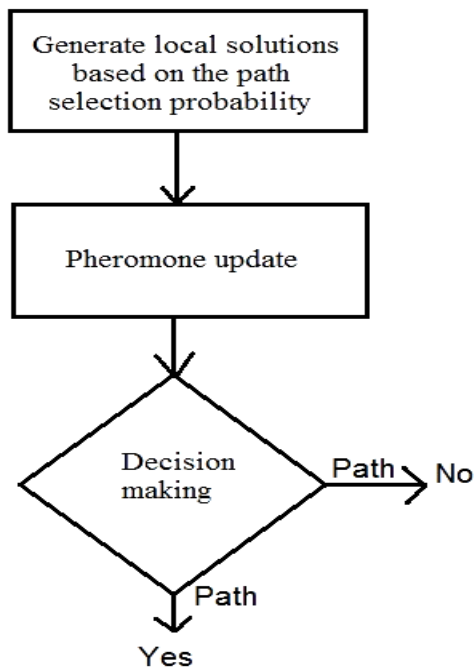 Generate local solutions
based on the path
selection probability
Pheromone update
Decision
making
Path
No
Path
Yes